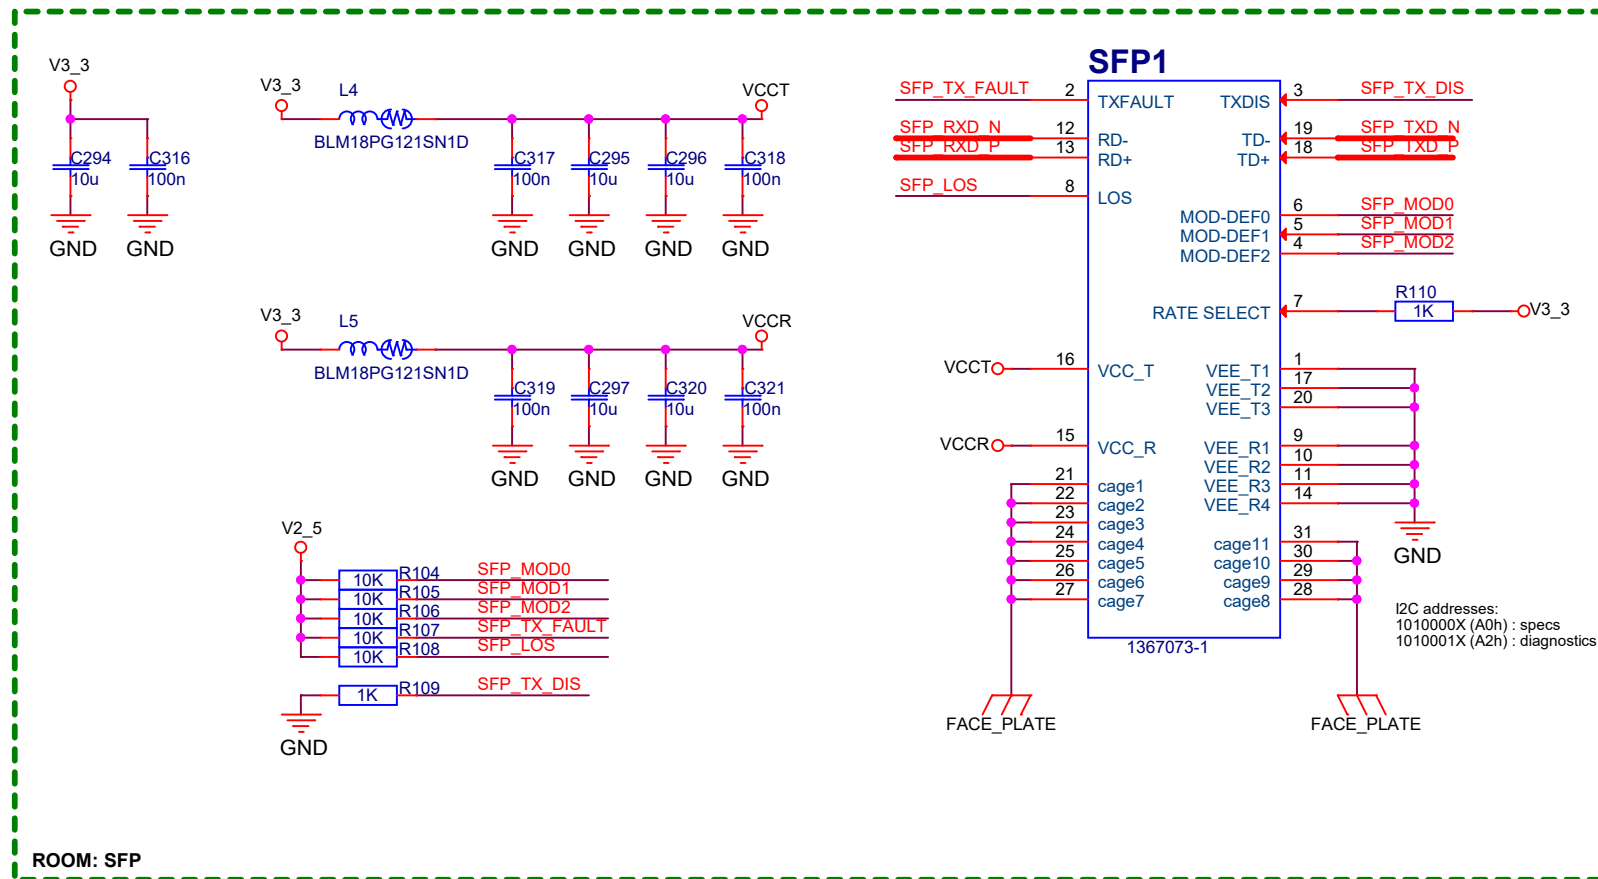 V3_3
C294
10u
C316
100n
GND
GND
V3_3
L4
BLM18PG121SN1D
VCCT
C317
100n
C295
10u
C296
10u
C318
100n
GND
GND
GND
GND
V3_3
L5
BLM18PG121SN1D
VCCR
C319
100n
C297
10u
C320
10u
C321
100n
GND
GND
GND
GND
V2_5
10K R104 SFP_MOD0
10K R105 SFP_MOD1
10K R106 SFP_MOD2
10K R107 SFP_TX_FAULT
10K R108 SFP_LOS
1K R109 SFP_TX_DIS
GND
SFP1
SFP_TX_FAULT 2 TXFAULT
SFP_RXD_N 12 RD-
SFP_RXD_P 13 RD+
SFP_LOS 8 LOS
VCCT 16 VCC_T
VCCR 15 VCC_R
21 cage1
22 cage2
23 cage3
24 cage4
25 cage5
26 cage6
27 cage7
FACE_PLATE
TXDIS 3 SFP_TX_DIS
TD- 19 SFP_TXD_N
TD+ 18 SFP_TXD_P
MOD-DEF0 6 SFP_MOD0
MOD-DEF1 5 SFP_MOD1
MOD-DEF2 4 SFP_MOD2
RATE SELECT 7 R110 1K V3_3
VEE_T1 1
VEE_T2 17
VEE_T3 20
VEE_R1 9
VEE_R2 10
VEE_R3 11
VEE_R4 14
GND
cage11 31
cage10 30
cage9 29
cage8 28
FACE_PLATE
1367073-1
I2C addresses:
1010000X (A0h) : specs
1010001X (A2h) : diagnostics
ROOM: SFP